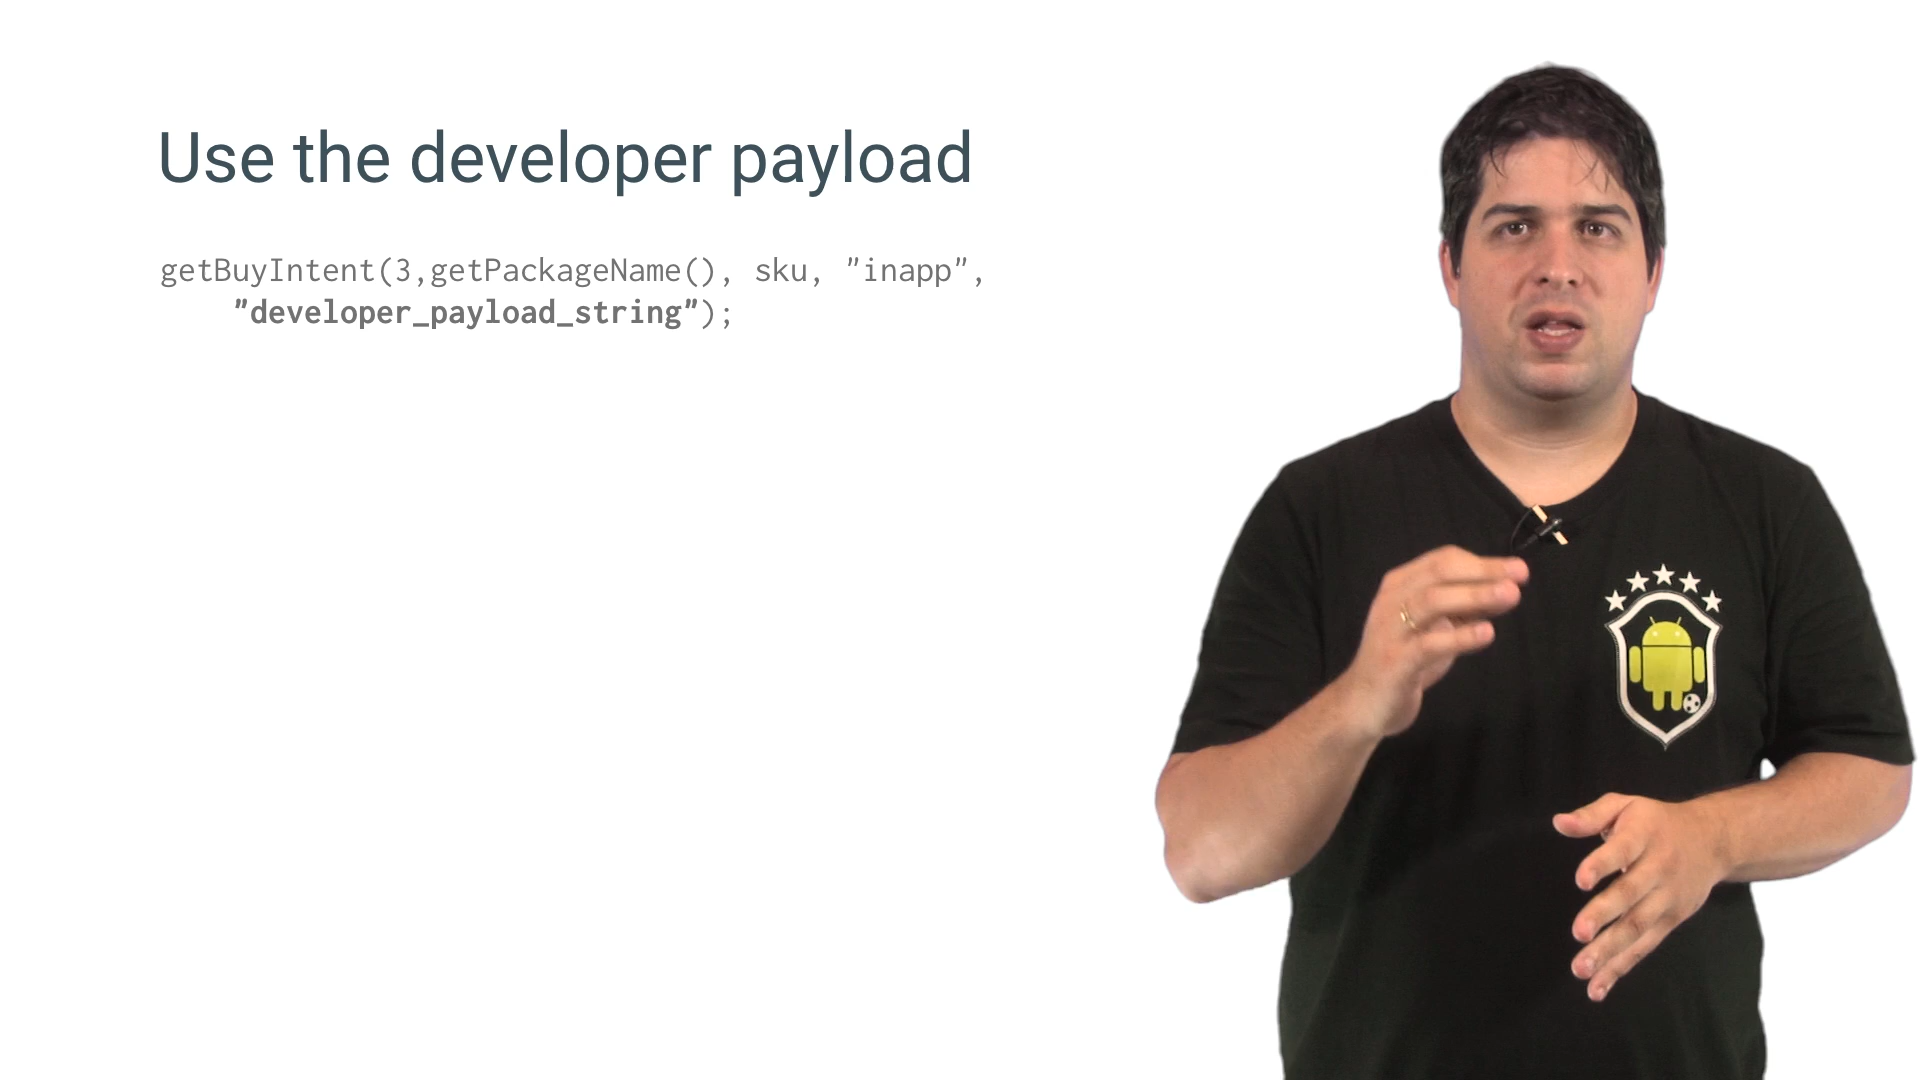 Use the developer payload
getBuyIntent(3,getPackageName(), sku, "inapp",
"developer_payload_string");